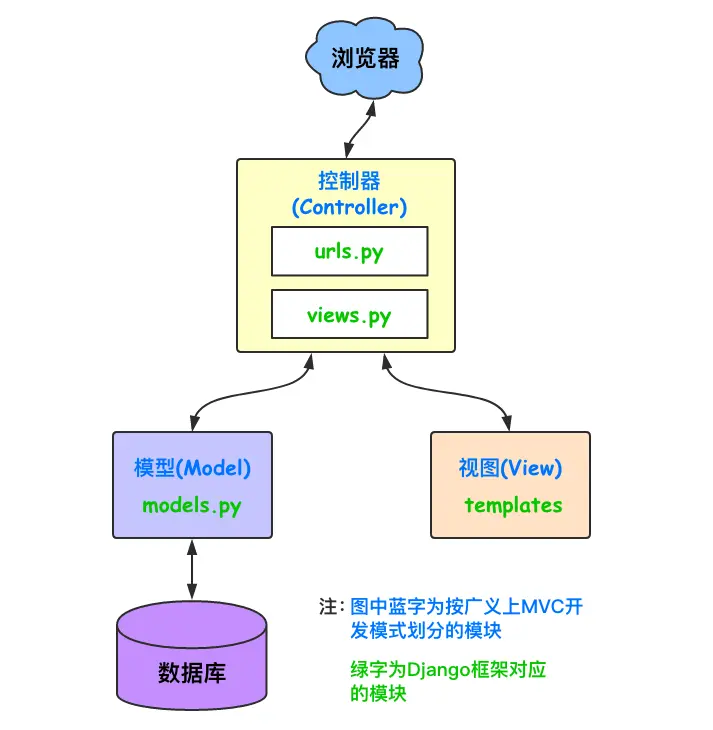 浏览器
控制器
(Controller)
urls.py
views.py
模型(Model)
models.py
视图(View)
templates
数据库
注：图中蓝字为按广义上MVC开
发模式划分的模块
绿字为Django框架对应
的模块